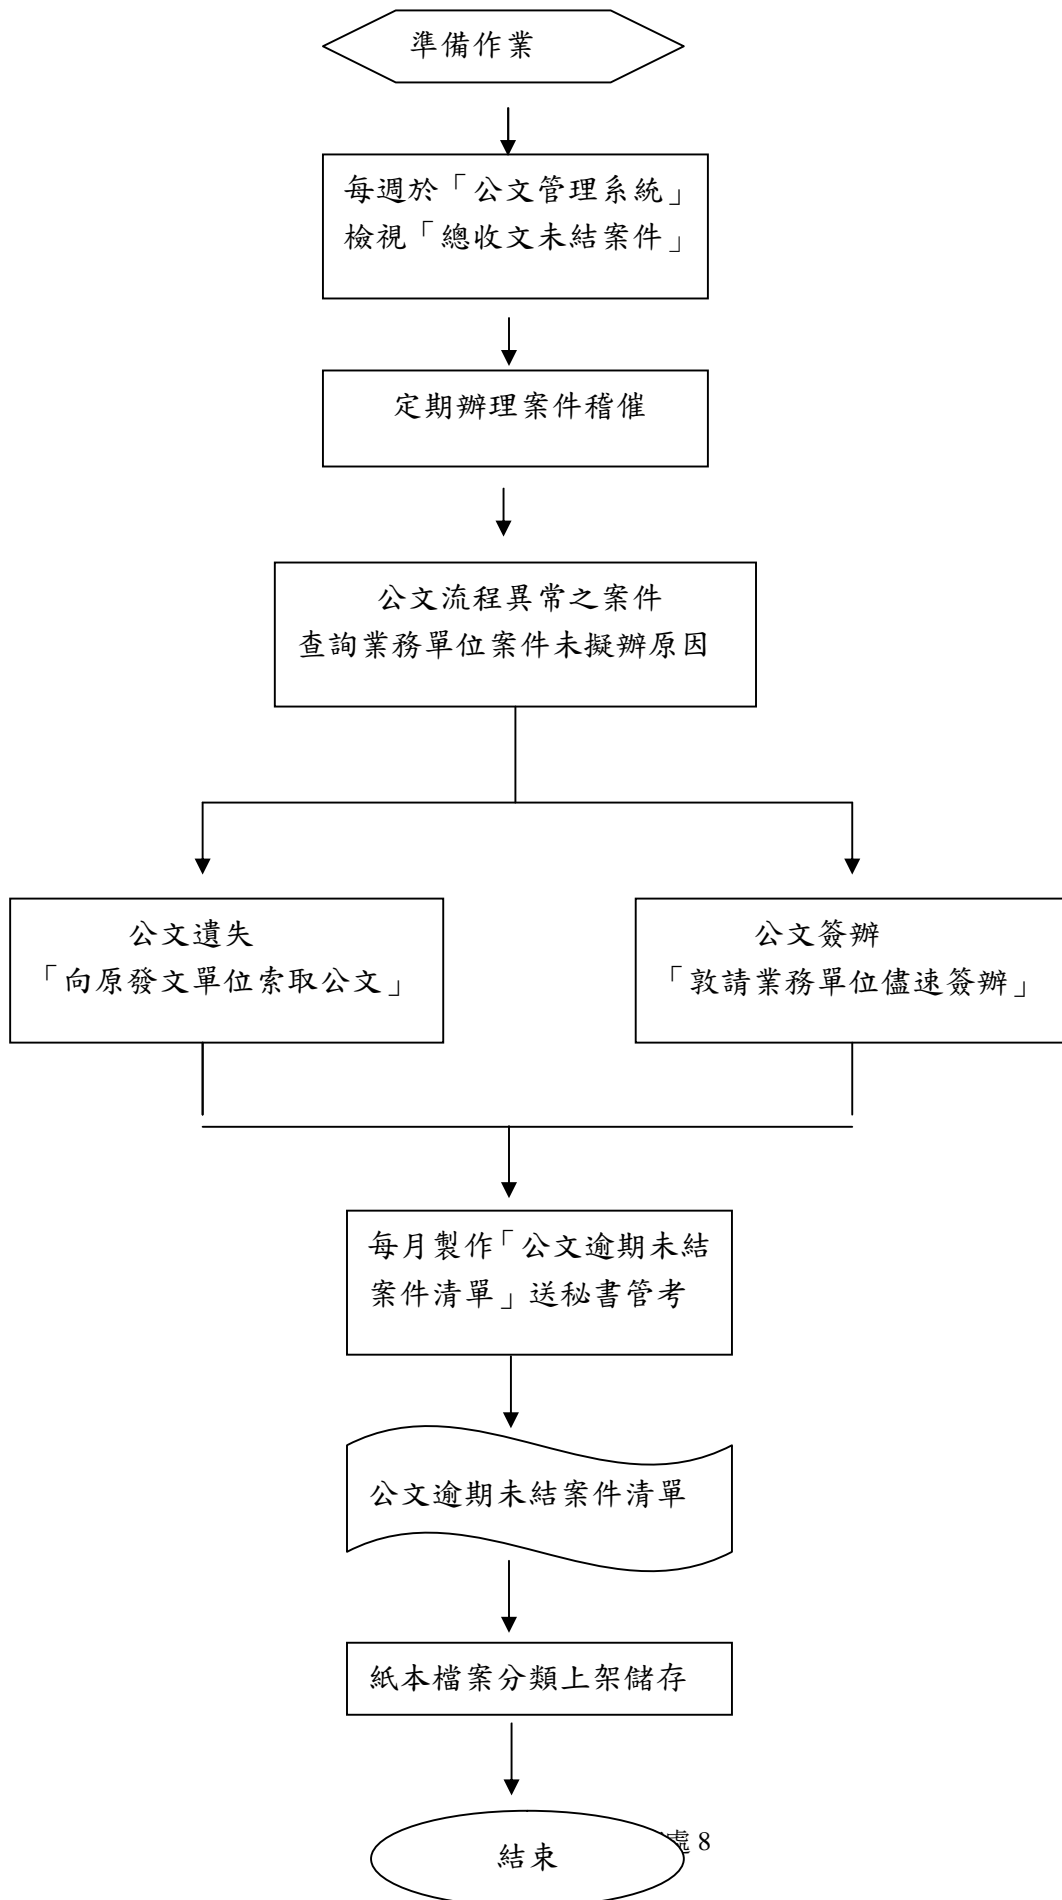 準備作業
每週於「公文管理系統」
檢視「總收文未結案件」
定期辦理案件稽催
公文流程異常之案件
查詢業務單位案件未擬辦原因
公文遺失
「向原發文單位索取公文」
公文簽辦
「敦請業務單位儘速簽辦」
每月製作「公文逾期未結
案件清單」送秘書管考
公文逾期未結案件清單
紙本檔案分類上架儲存
結束
處 8